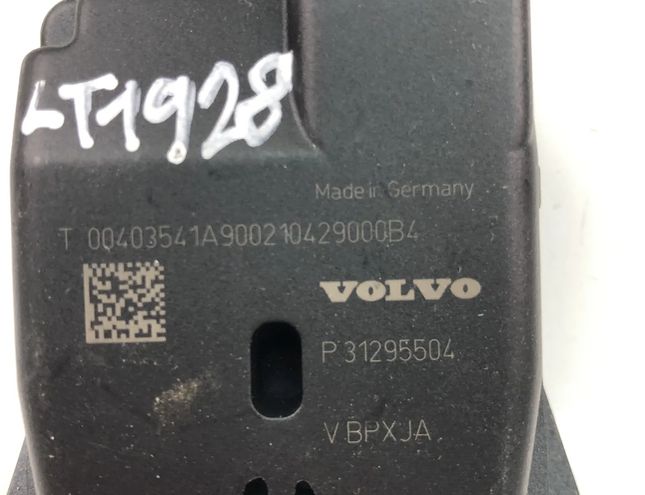 LT1928
Made in Germany
T 00403541A900210429000B4
VOLVO
P 31295504
V BPXJA